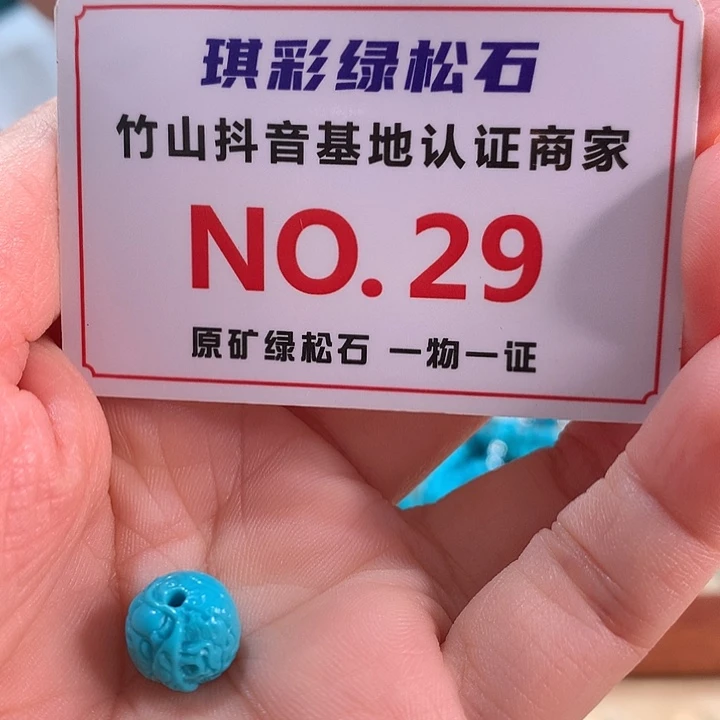 琪彩绿松石
竹山抖音基地认证商家
NO. 29
原矿绿松石 一物一证